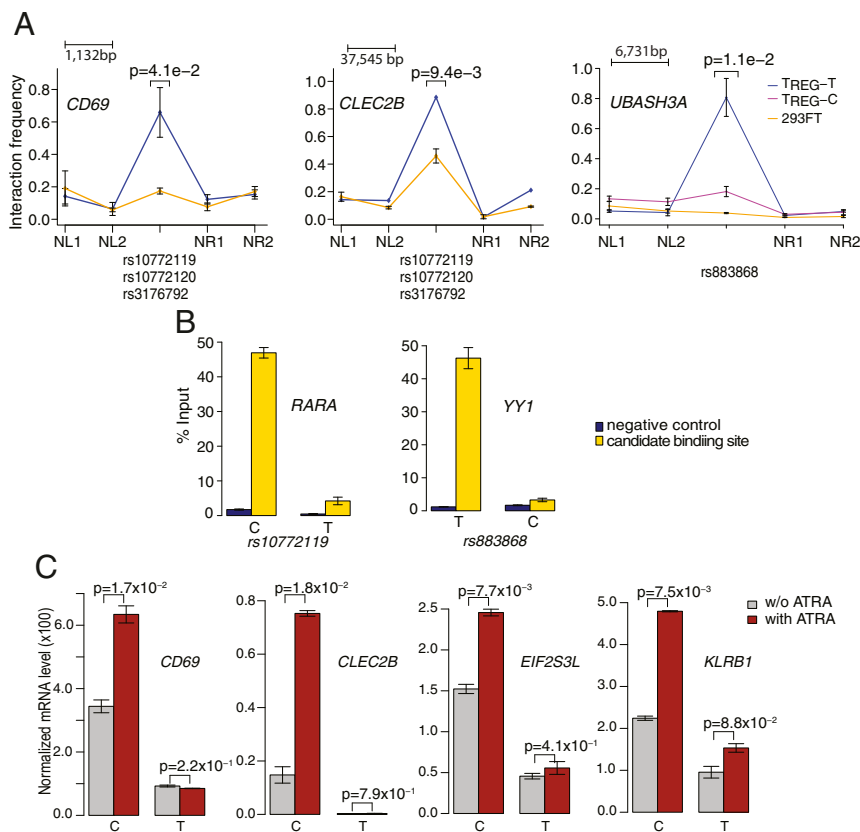 A
1,132bp
37,545 bp
6,731bp
p=4.1e-2
p=9.4e-3
p=1.1e-2
CD69
CLEC2B
UBASH3A
TREG-T
TREG-C
293FT
Interaction frequency
0.8
0.6
0.4
0.2
0.0
1.0
0.8
0.6
0.4
0.2
0.0
1.0
0.8
0.6
0.4
0.2
0.0
NL1 NL2 NR1 NR2
NL1 NL2 NR1 NR2
NL1 NL2 NR1 NR2
rs10772119
rs10772120
rs3176792
rs10772119
rs10772120
rs3176792
rs883868
B
% Input
50
40
30
20
10
0
RARA
C T
rs10772119
50
40
30
20
10
0
YY1
T C
rs883868
negative control
candidate bindiing site
C
Normalized mRNA level (x100)
6.0
4.0
2.0
0.0
p=1.7x10⁻²
CD69
p=2.2x10⁻¹
C T
0.8
0.6
0.4
0.2
0.0
p=1.8x10⁻²
CLEC2B
p=7.9x10⁻¹
C T
2.5
2.0
1.5
1.0
0.5
0.0
p=7.7x10⁻³
EIF2S3L
p=4.1x10⁻¹
C T
5.0
4.0
3.0
2.0
1.0
0.0
p=7.5x10⁻³
KLRB1
p=8.8x10⁻²
C T
w/o ATRA
with ATRA